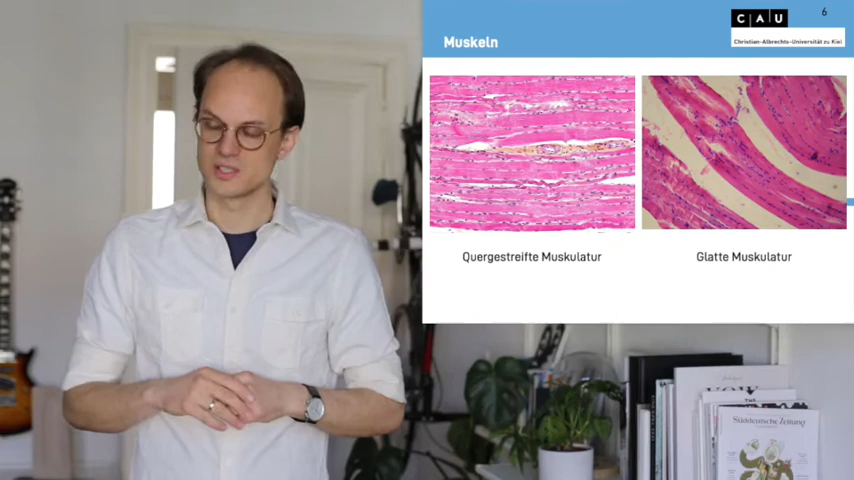 Muskeln
CAU
6
Christian-Albrechts-Universität zu Kiel
Quergestreifte Muskulatur
Glatte Muskulatur
Süddeutsche Zeitung